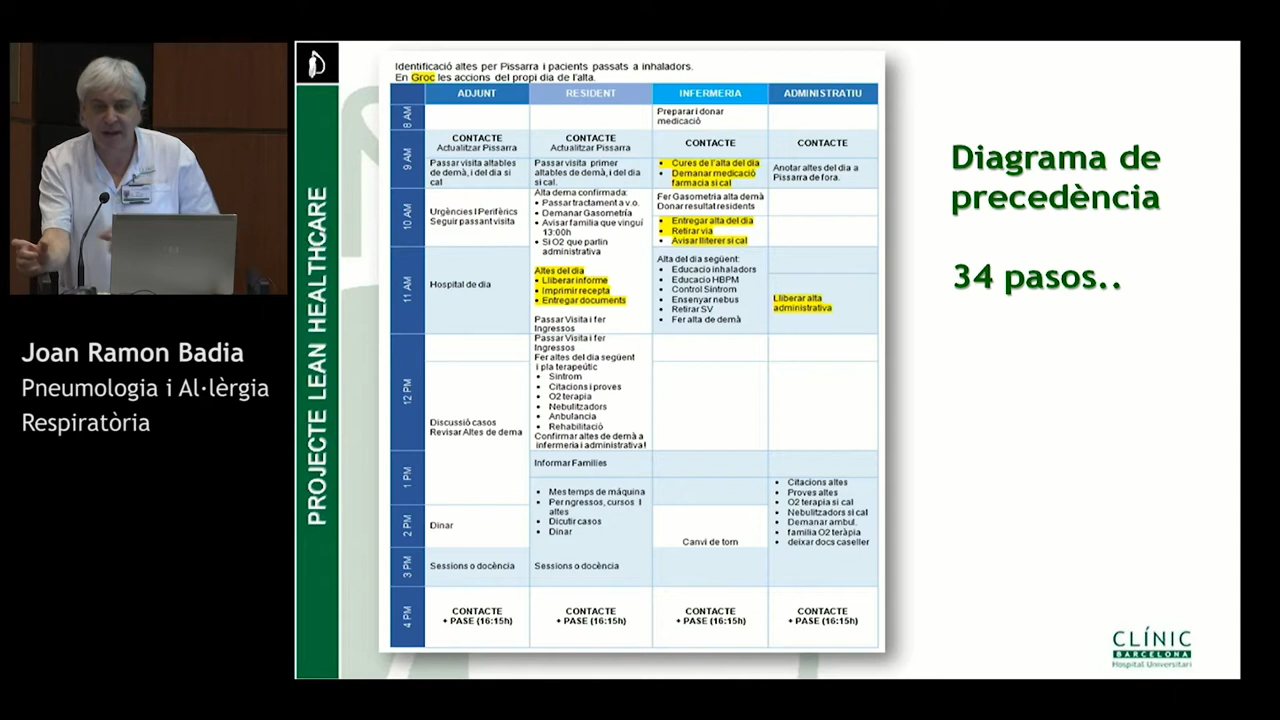 Identificació altes per Pissarra i pacients passats a inhaladors.
En Groc les accions del propi dia de l'alta.
ADJUNT
RESIDENT
INFERMERIA
ADMINISTRATIU
8 AM
Preparar i donar
medicació
9 AM
CONTACTE
Actualitzar Pissarra
CONTACTE
Actualitzar Pissarra
CONTACTE
CONTACTE
Passar visita altables
de demà, i del dia si
cal
Passar visita primer
altables de demà, i del dia
si cal.
• Cures de l'alta del dia
• Demanar medicació
farmacia si cal
Anotar altes del dia a
Pissarra de fora.
10 AM
Urgències I Perifèrics
Seguir passant visita
Alta dema confirmada:
• Passar tractament a v.o.
• Demanar Gasometría
• Avisar familia que vinguí
13:00h
• Si O2 que parlin
administrativa
Fer Gasometria alta demà
Donar resultat residents
• Entregar alta del dia
• Retirar via
• Avisar lliterer si cal
11 AM
Hospital de dia
Altes del dia
• Lliberar informe
• Imprimir recepta
• Entregar documents
Passar Visita i fer
Ingressos
Alta del dia següent:
• Educacio inhaladors
• Educacio HBPM
• Control Sintrom
• Ensenyar nebus
• Retirar SV
• Fer alta de demà
Lliberar alta
administrativa
12 PM
Discussió casos
Revisar Altes de dema
Passar Visita i fer
Ingressos
Fer altes del dia següent
i pla terapeútic
• Sintrom
• Citacions i proves
• O2 terapia
• Nebulitzadors
• Anbulancia
• Rehabilitació
Confirmar altes de demà a
infermeria i administrativa!
1 PM
Informar Families
• Mes temps de máquina
• Per ngressos, cursos I
altes
• Dicutir casos
• Dinar
• Citacions altes
• Proves altes
• O2 terapia si cal
• Nebulitzadors si cal
• Demanar ambul.
• familia O2 teràpia
• deixar docs caseller
2 PM
Dinar
Canvi de torn
3 PM
Sessions o docència
Sessions o docència
4 PM
CONTACTE
+ PASE (16:15h)
CONTACTE
+ PASE (16:15h)
CONTACTE
+ PASE (16:15h)
CONTACTE
+ PASE (16:15h)
Diagrama de
precedència
34 pasos..
PROJECTE LEAN HEALTHCARE
Joan Ramon Badia
Pneumologia i Al·lèrgia
Respiratòria
CLÍNIC
BARCELONA
Hospital Universitari